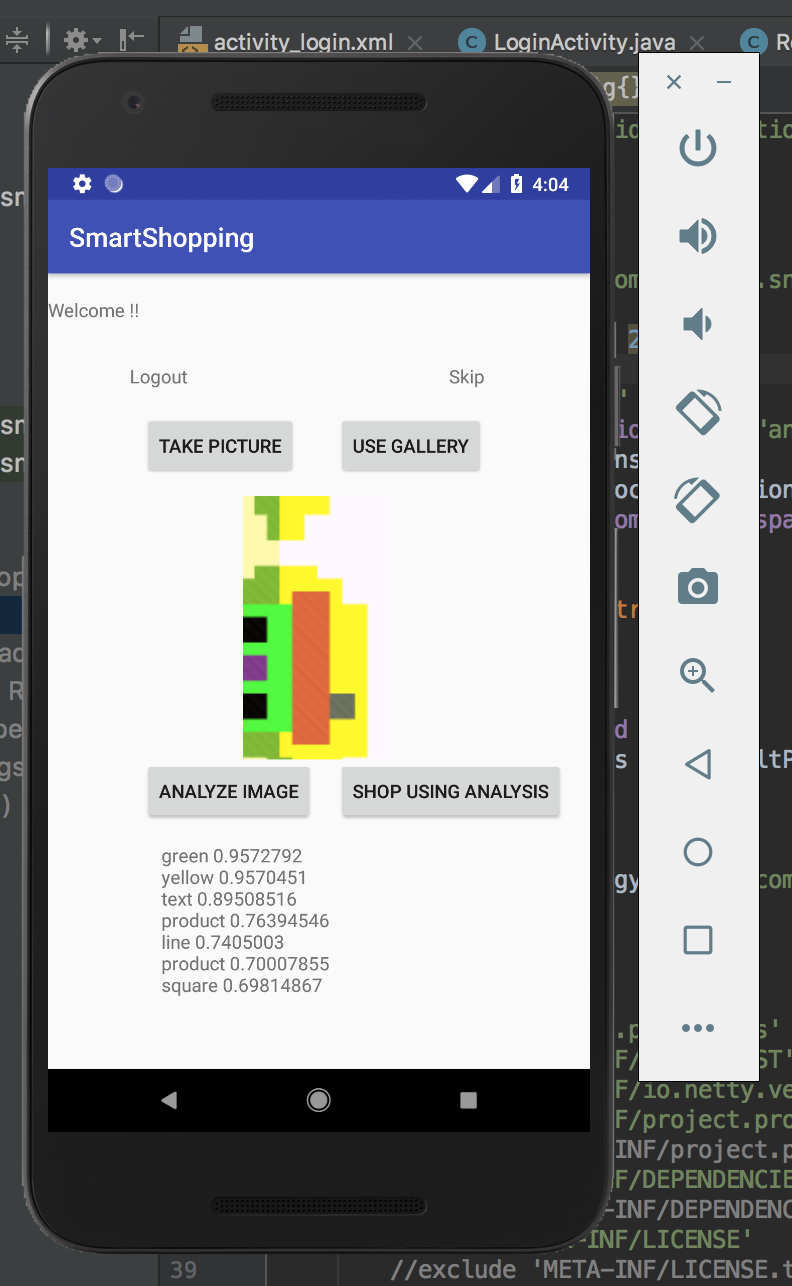 activity_login.xml
LoginActivity.java
4:04
SmartShopping
Welcome !!
Logout Skip
TAKE PICTURE USE GALLERY
ANALYZE IMAGE SHOP USING ANALYSIS
green 0.9572792
yellow 0.9570451
text 0.89508516
product 0.76394546
line 0.7405003
product 0.70007855
square 0.69814867
F/io.netty.ve
F/project.pro
INF/project.p
F/DEPENDENCIE
-INF/DEPENDENC
-INF/LICENSE'
39 //exclude 'META-INF/LICENSE.t